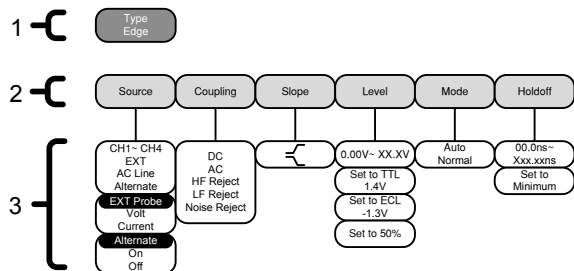 1
Type
Edge
2
Source
Coupling
Slope
Level
Mode
Holdoff
3
CH1~ CH4
EXT
AC Line
Alternate
EXT Probe
Volt
Current
Alternate
On
Off
DC
AC
HF Reject
LF Reject
Noise Reject
0.00V~ XX.XV
Set to TTL
1.4V
Set to ECL
-1.3V
Set to 50%
Auto
Normal
00.0ns~
Xxx.xxns
Set to
Minimum